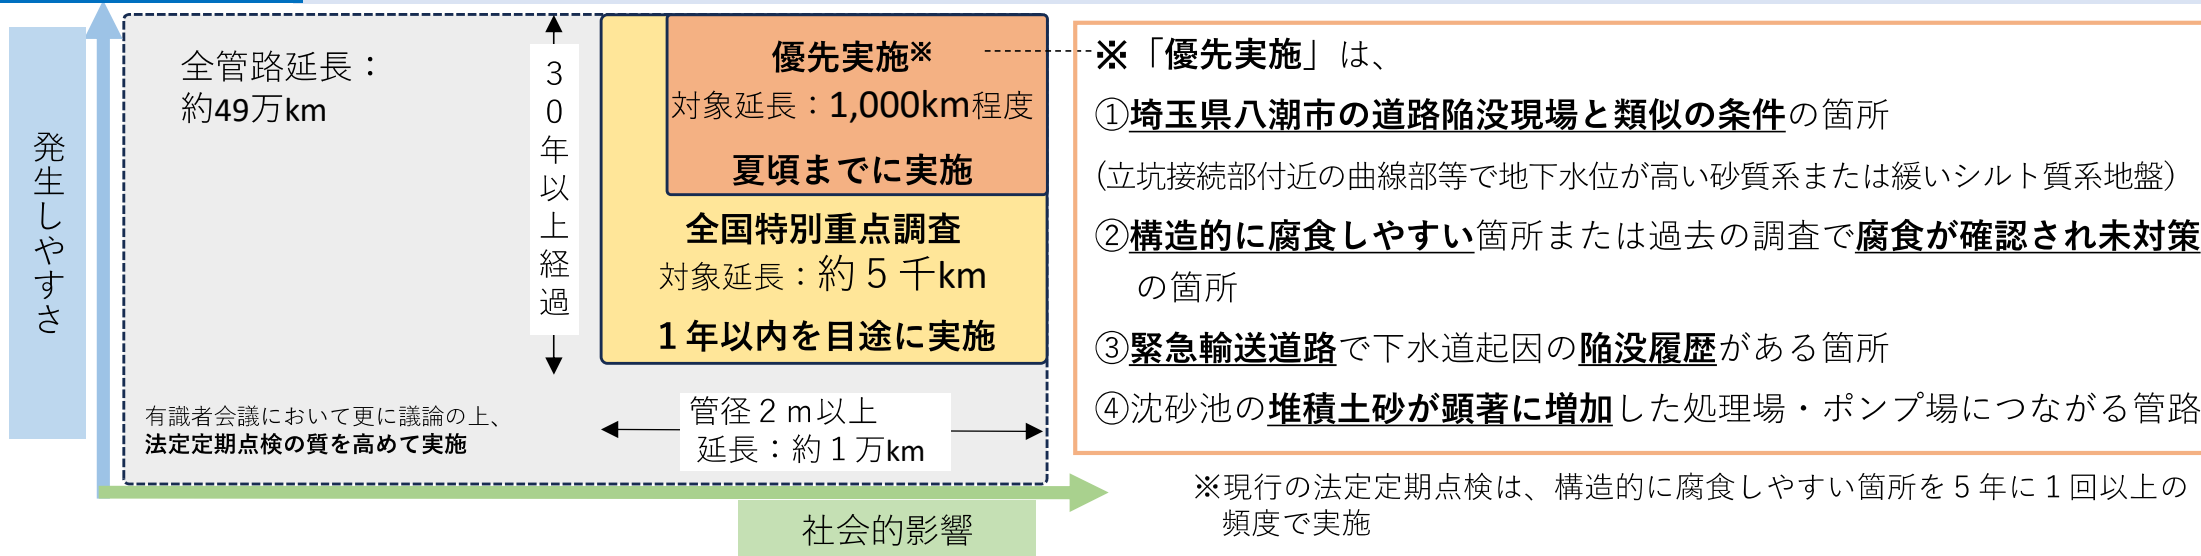 発生しやすさ
全管路延長：
約49万km
30年以上経過
優先実施※
対象延長：1,000km程度
夏頃までに実施
全国特別重点調査
対象延長：約５千km
１年以内を目途に実施
有識者会議において更に議論の上、
法定定期点検の質を高めて実施
管径２ｍ以上
延長：約１万km
社会的影響
※「優先実施」は、
①埼玉県八潮市の道路陥没現場と類似の条件の箇所
(立坑接続部付近の曲線部等で地下水位が高い砂質系または緩いシルト質系地盤)
②構造的に腐食しやすい箇所または過去の調査で腐食が確認され未対策
の箇所
③緊急輸送道路で下水道起因の陥没履歴がある箇所
④沈砂池の堆積土砂が顕著に増加した処理場・ポンプ場につながる管路
※現行の法定定期点検は、構造的に腐食しやすい箇所を５年に１回以上の
頻度で実施